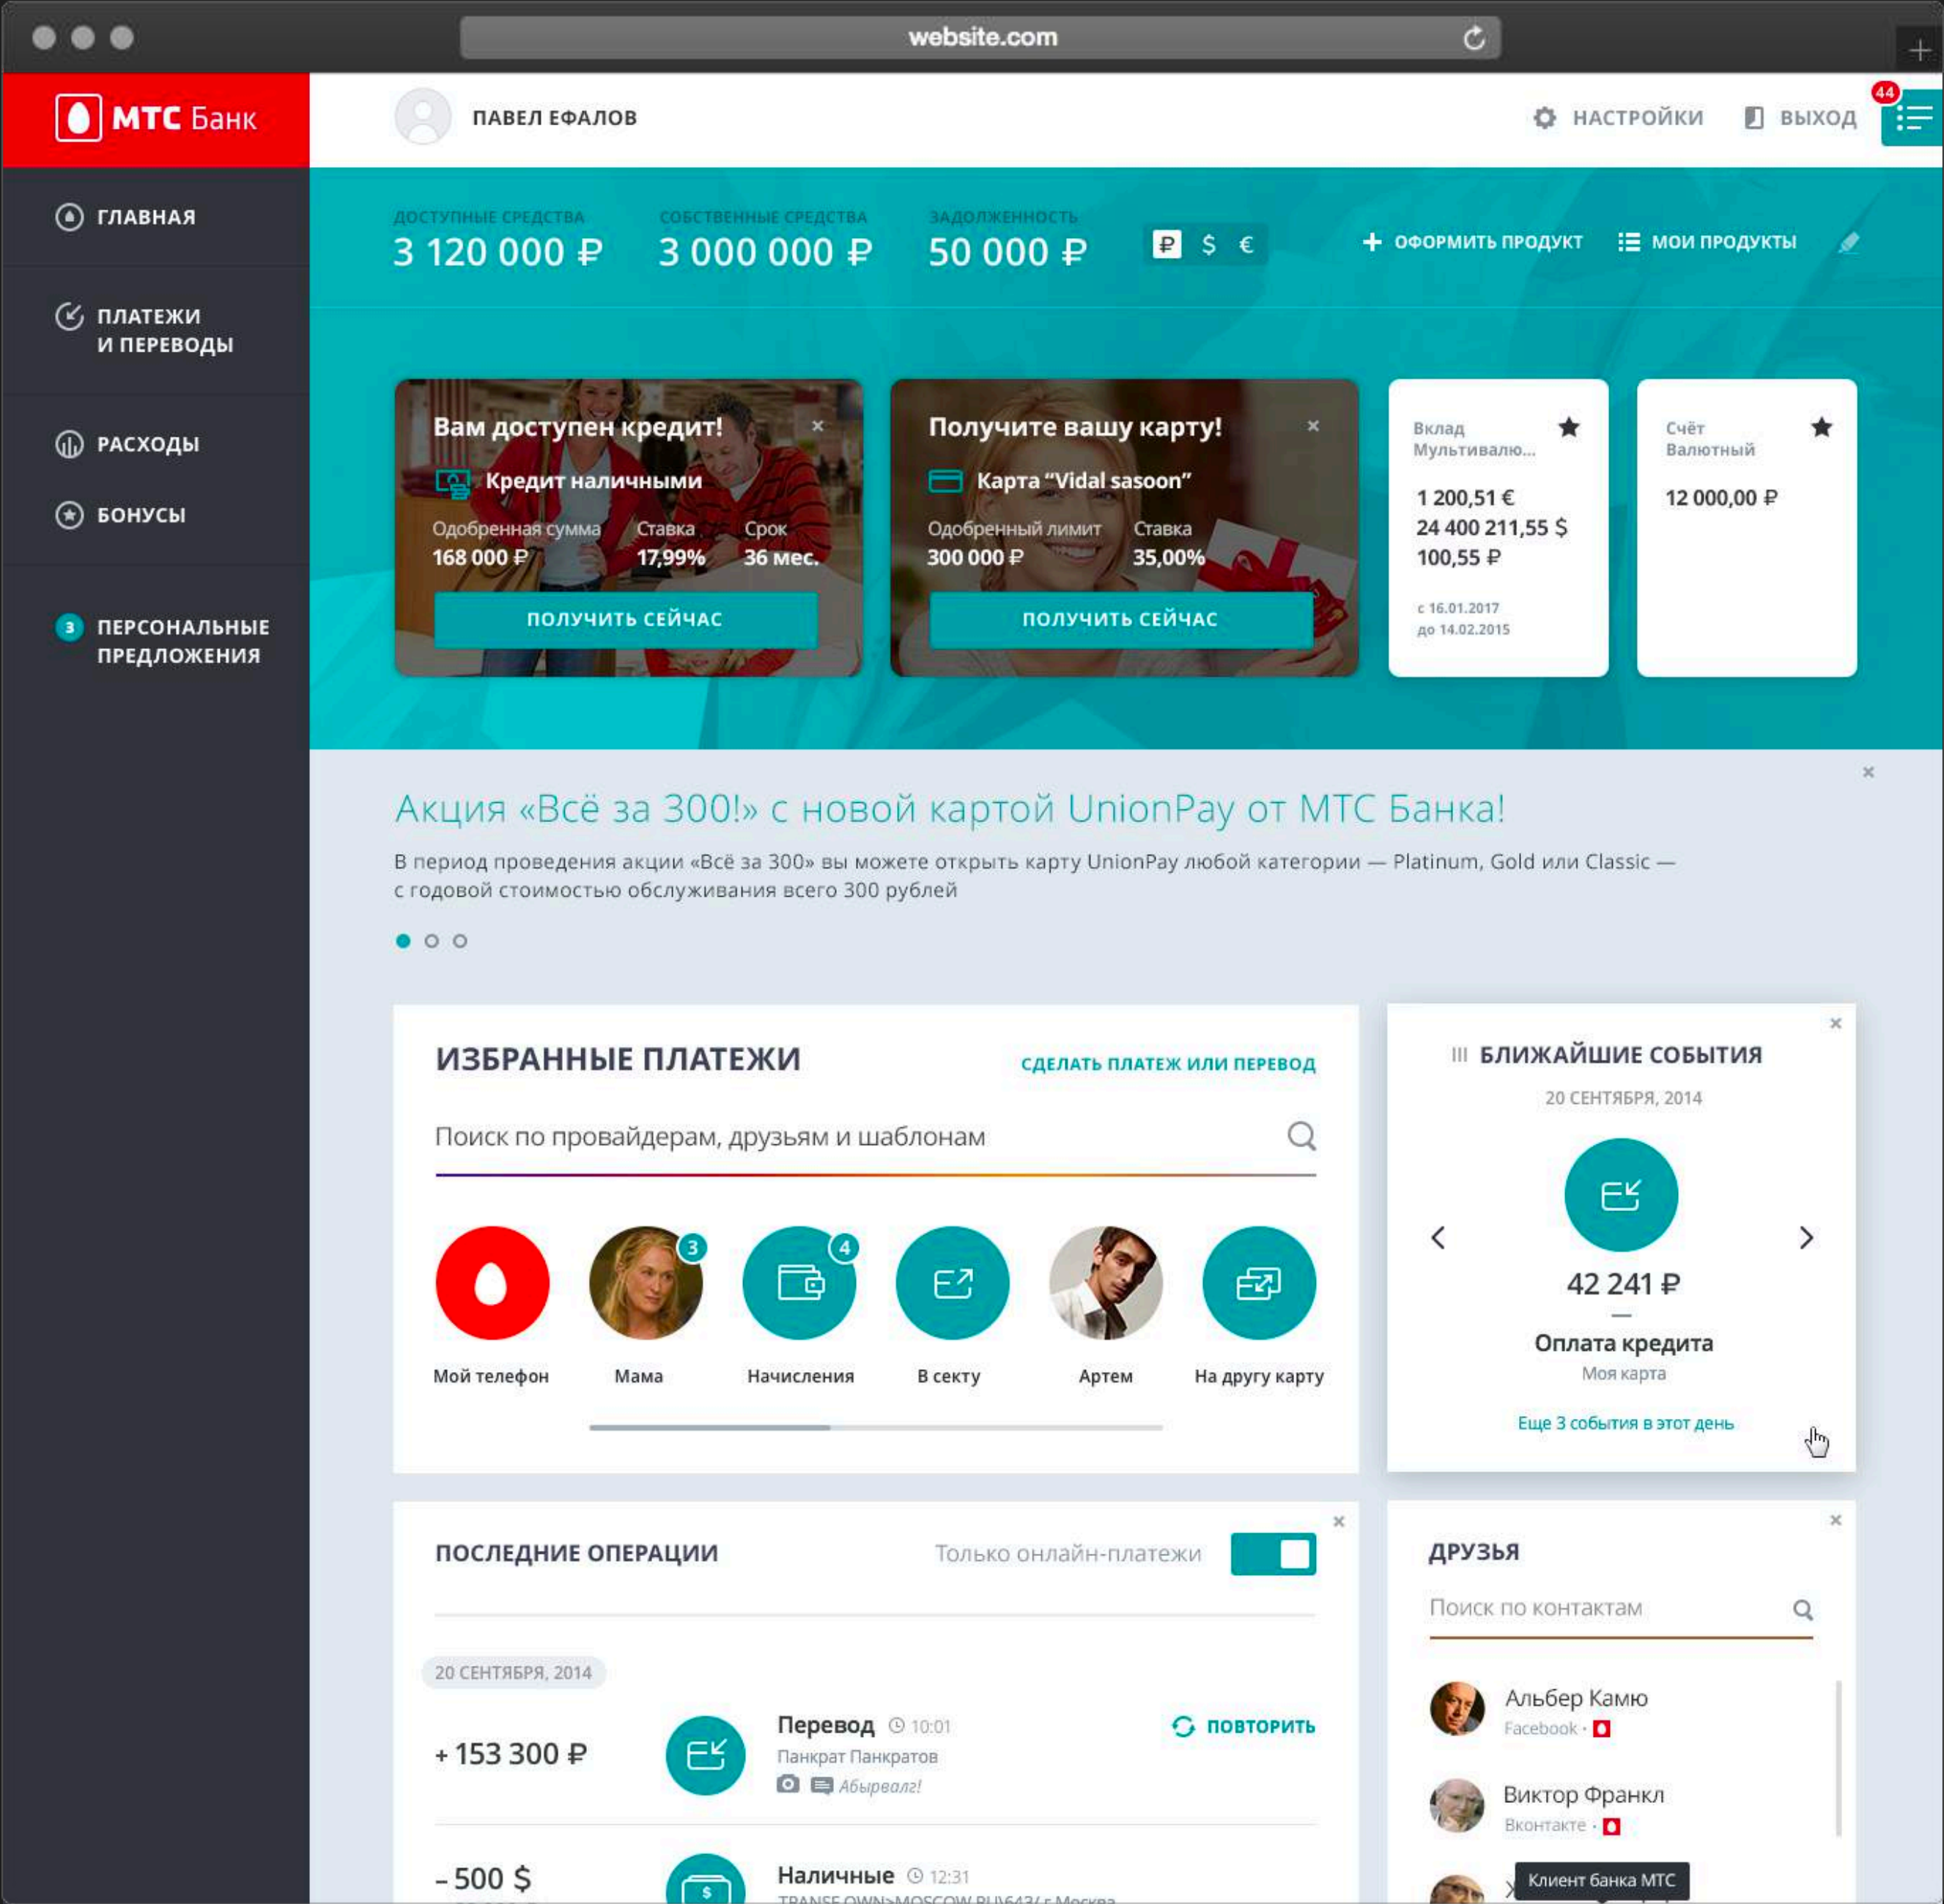 website.com
МТС Банк
ПАВЕЛ ЕФАЛОВ
НАСТРОЙКИ
ВЫХОД
44
ГЛАВНАЯ
ПЛАТЕЖИ
И ПЕРЕВОДЫ
РАСХОДЫ
БОНУСЫ
3 ПЕРСОНАЛЬНЫЕ
ПРЕДЛОЖЕНИЯ
ДОСТУПНЫЕ СРЕДСТВА
3 120 000 ₽
СОБСТВЕННЫЕ СРЕДСТВА
3 000 000 ₽
ЗАДОЛЖЕННОСТЬ
50 000 ₽
₽ $ €
+ ОФОРМИТЬ ПРОДУКТ
МОИ ПРОДУКТЫ
Вам доступен кредит!
Кредит наличными
Одобренная сумма Ставка Срок
168 000 ₽ 17,99% 36 мес.
ПОЛУЧИТЬ СЕЙЧАС
Получите вашу карту!
Карта “Vidal sasoon”
Одобренный лимит Ставка
300 000 ₽ 35,00%
ПОЛУЧИТЬ СЕЙЧАС
Вклад
Мультивалю...
1 200,51 €
24 400 211,55 $
100,55 ₽
с 16.01.2017
до 14.02.2015
Счёт
Валютный
12 000,00 ₽
Акция «Всё за 300!» с новой картой UnionPay от МТС Банка!
В период проведения акции «Всё за 300» вы можете открыть карту UnionPay любой категории — Platinum, Gold или Classic —
с годовой стоимостью обслуживания всего 300 рублей
ИЗБРАННЫЕ ПЛАТЕЖИ
СДЕЛАТЬ ПЛАТЕЖ ИЛИ ПЕРЕВОД
Поиск по провайдерам, друзьям и шаблонам
3
4
Мой телефон
Мама
Начисления
В секту
Артем
На другу карту
БЛИЖАЙШИЕ СОБЫТИЯ
20 СЕНТЯБРЯ, 2014
42 241 ₽
—
Оплата кредита
Моя карта
Еще 3 события в этот день
ПОСЛЕДНИЕ ОПЕРАЦИИ
Только онлайн-платежи
20 СЕНТЯБРЯ, 2014
+ 153 300 ₽
Перевод 10:01
Панкрат Панкратов
Абырвалг!
ПОВТОРИТЬ
– 500 $
$
Наличные 12:31
ДРУЗЬЯ
Поиск по контактам
Альбер Камю
Facebook •
Виктор Франкл
Вконтакте •
Клиент банка МТС